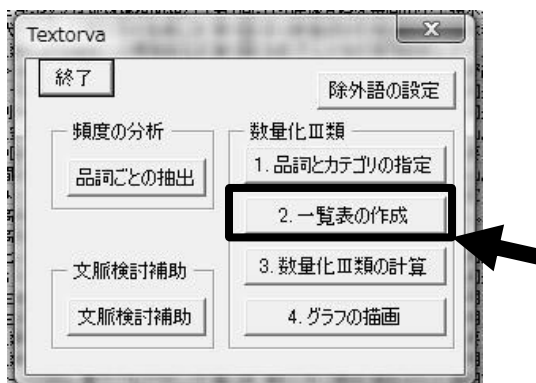 Textorva
終了
除外語の設定
頻度の分析
品詞ごとの抽出
数量化Ⅲ類
1.品詞とカテゴリの指定
2.一覧表の作成
3.数量化Ⅲ類の計算
4.グラフの描画
文脈検討補助
文脈検討補助